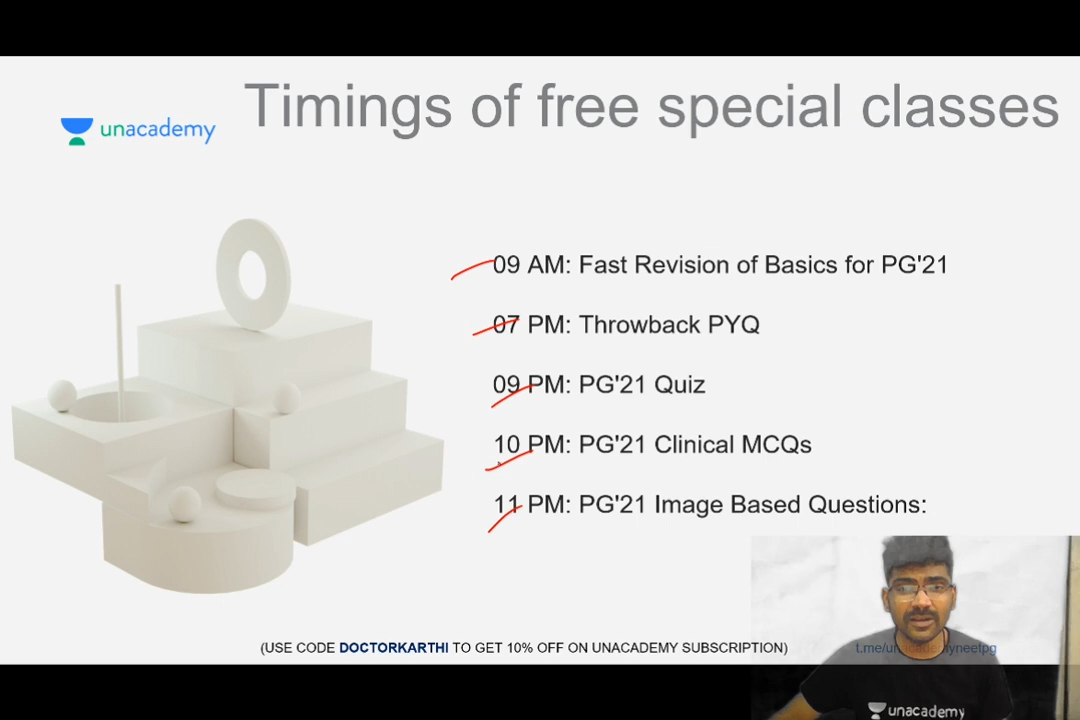 Timings of free special classes
unacademy
09 AM: Fast Revision of Basics for PG'21
07 PM: Throwback PYQ
09 PM: PG'21 Quiz
10 PM: PG'21 Clinical MCQs
11 PM: PG'21 Image Based Questions:
(USE CODE DOCTORKARTHI TO GET 10% OFF ON UNACADEMY SUBSCRIPTION)
t.me/unacademyneetpg
unacademy